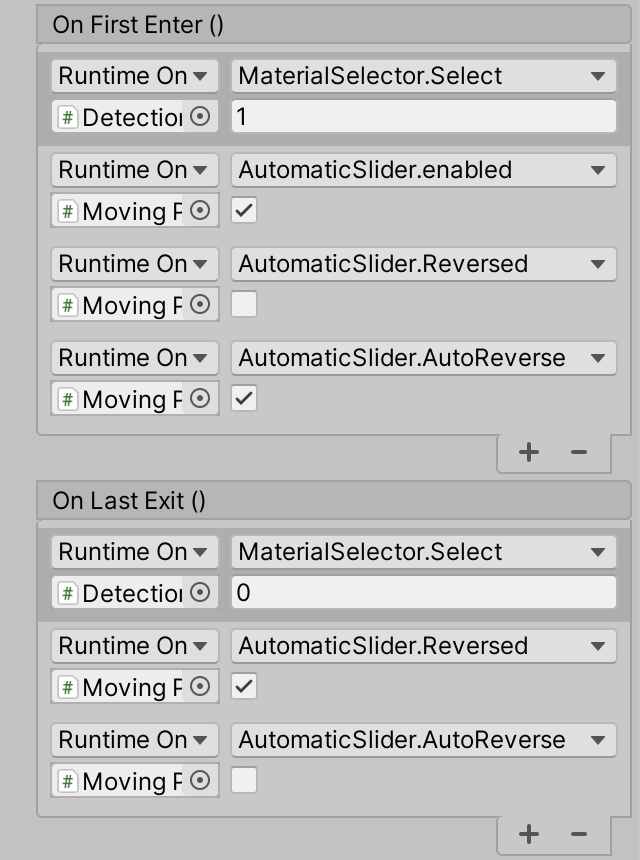 On First Enter ()
Runtime On MaterialSelector.Select
# Detection 1
Runtime On AutomaticSlider.enabled
# Moving P
Runtime On AutomaticSlider.Reversed
# Moving P
Runtime On AutomaticSlider.AutoReverse
# Moving P
+ −
On Last Exit ()
Runtime On MaterialSelector.Select
# Detection 0
Runtime On AutomaticSlider.Reversed
# Moving P
Runtime On AutomaticSlider.AutoReverse
# Moving P
+ −